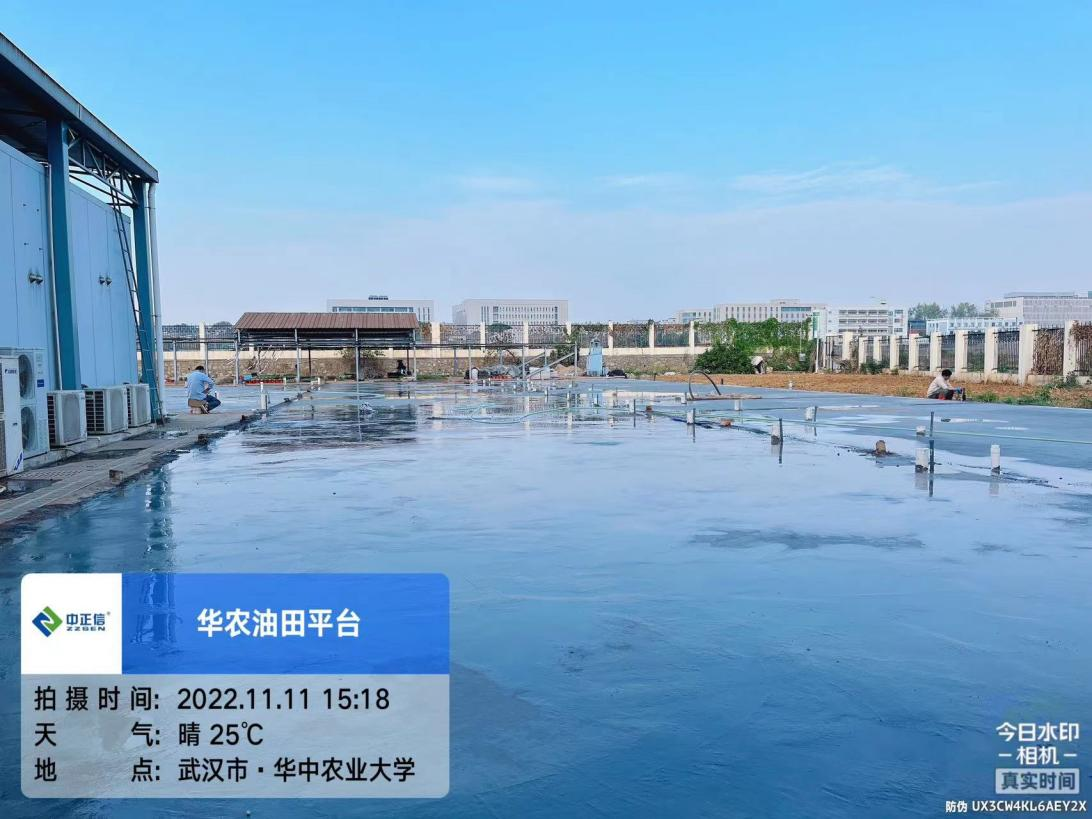 中正信
ZZSEN
华农油田平台
拍摄时间: 2022.11.11 15:18
天气: 晴 25℃
地点: 武汉市·华中农业大学
今日水印
相机
真实时间
防伪 UX3CW4KL6AEY2X